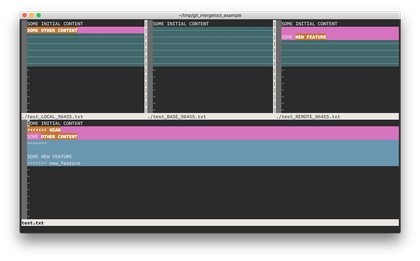 ~/tmp/git_mergetool_example
SOME INITIAL CONTENT
SOME OTHER CONTENT
./test_LOCAL_96455.txt
SOME INITIAL CONTENT
./test_BASE_96455.txt
SOME INITIAL CONTENT
SOME NEW FEATURE
./test_REMOTE_96455.txt
SOME INITIAL CONTENT
<<<<<<< HEAD
SOME OTHER CONTENT
=======
SOME NEW FEATURE
>>>>>>> new_feature
test.txt